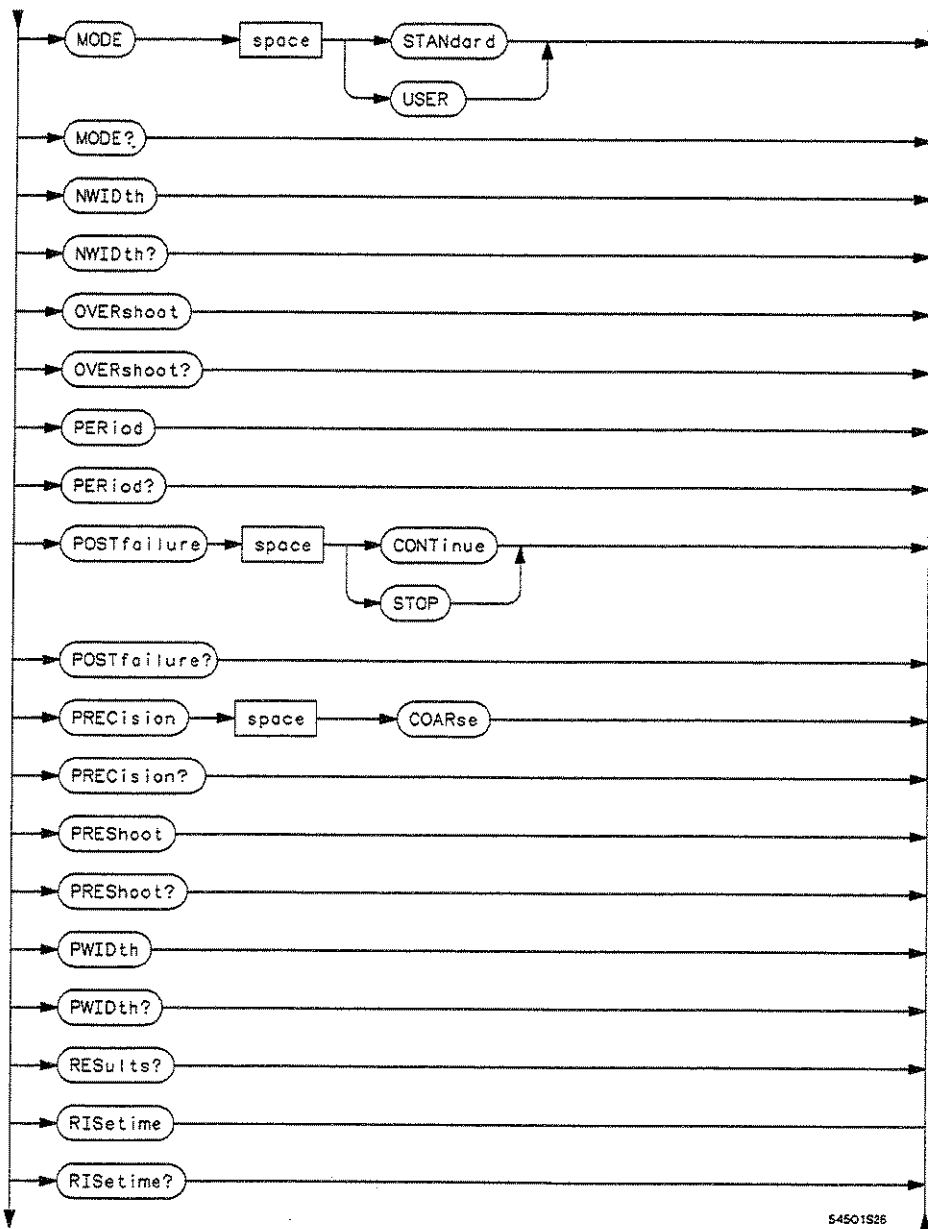 MODE space STANdard
USER
MODE?
NWIDth
NWIDth?
OVERshoot
OVERshoot?
PERiod
PERiod?
POSTfailure space CONTinue
STOP
POSTfailure?
PRECision space COARse
PRECision?
PREShoot
PREShoot?
PWIDth
PWIDth?
RESults?
RISetime
RISetime?
54501S26